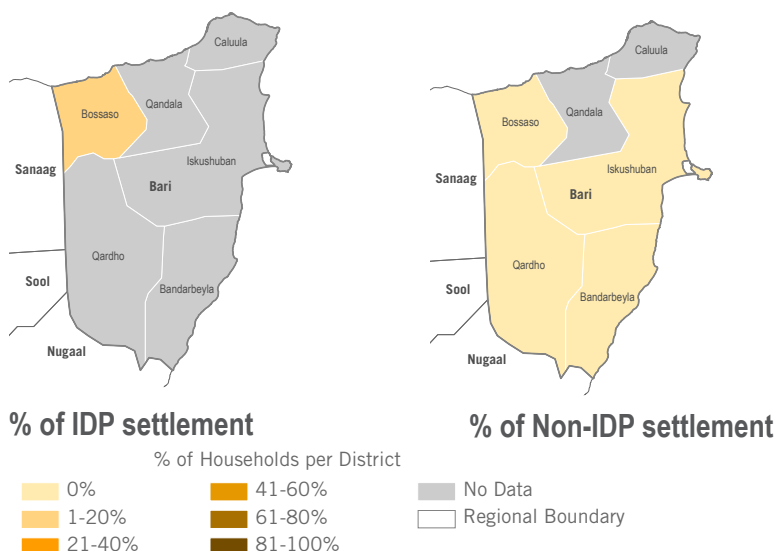 Caluula
Qandala
Bossaso
Iskushuban
Sanaag
Bari
Qardho
Sool
Bandarbeyla
Nugaal
Caluula
Qandala
Bossaso
Iskushuban
Sanaag
Bari
Qardho
Sool
Bandarbeyla
Nugaal
% of IDP settlement
% of Non-IDP settlement
% of Households per District
0%
41-60%
No Data
1-20%
61-80%
Regional Boundary
21-40%
81-100%